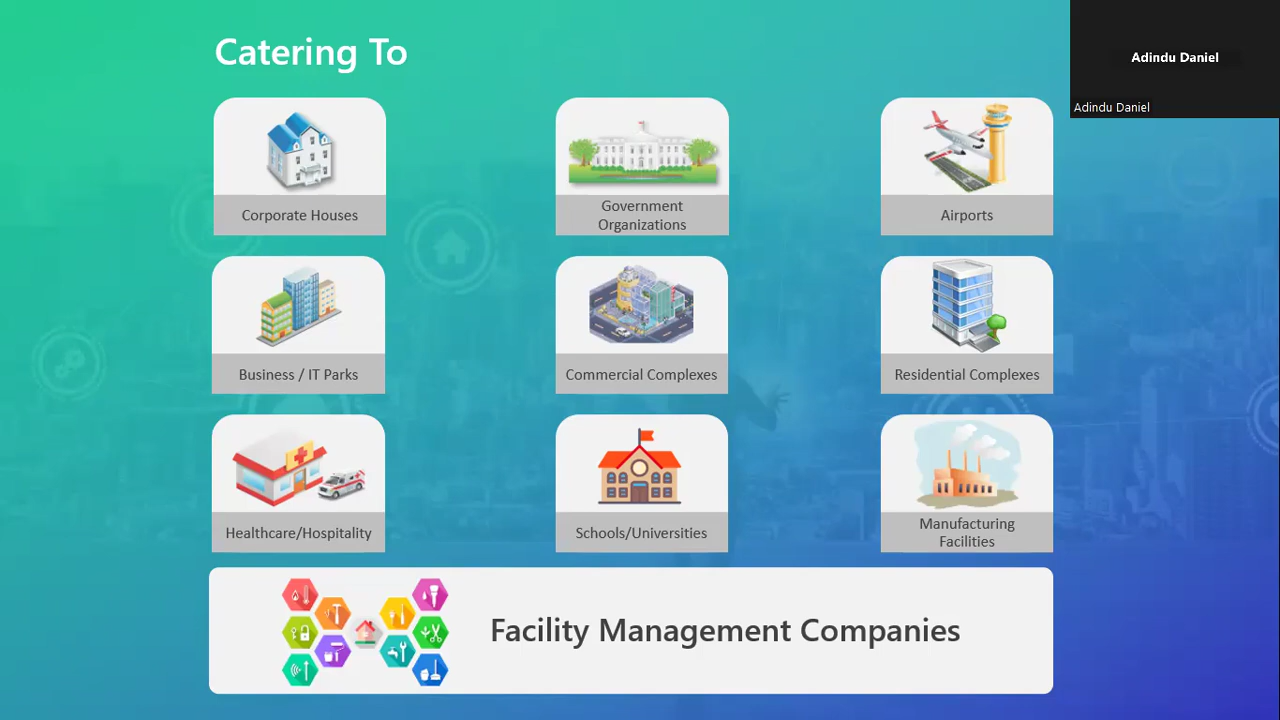 Catering To
Adindu Daniel
Adindu Daniel
Corporate Houses
Government
Organizations
Airports
Business / IT Parks
Commercial Complexes
Residential Complexes
Healthcare/Hospitality
Schools/Universities
Manufacturing
Facilities
Facility Management Companies